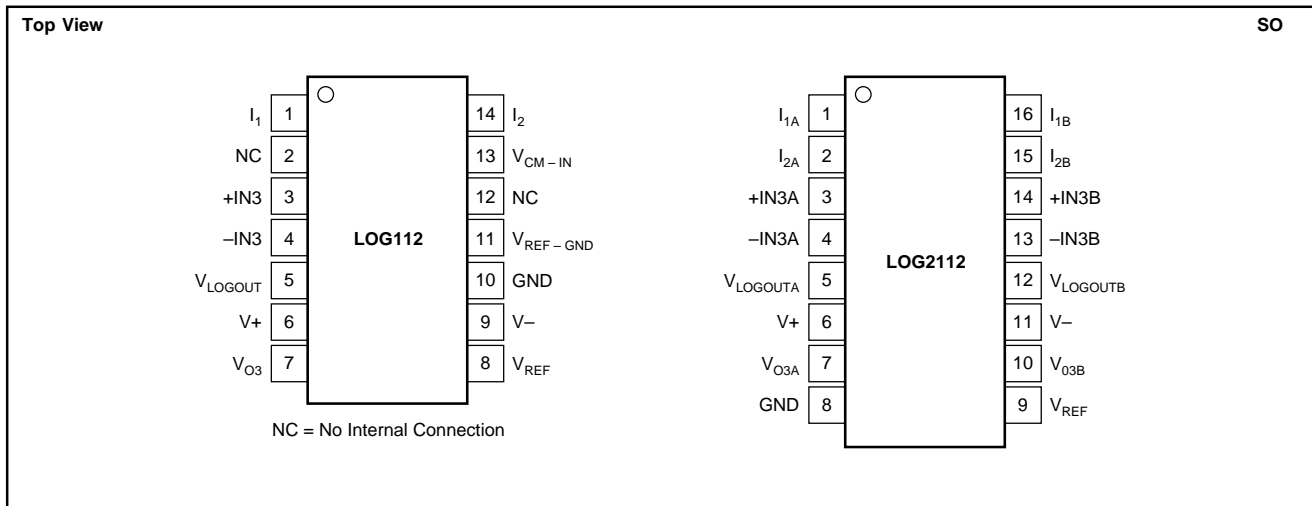 Top View
SO
I1 1
NC 2
+IN3 3
–IN3 4
VLOGOUT 5
V+ 6
VO3 7
LOG112
14 I2
13 VCM – IN
12 NC
11 VREF – GND
10 GND
9 V–
8 VREF
NC = No Internal Connection
I1A 1
I2A 2
+IN3A 3
–IN3A 4
VLOGOUTA 5
V+ 6
VO3A 7
GND 8
LOG2112
16 I1B
15 I2B
14 +IN3B
13 –IN3B
12 VLOGOUTB
11 V–
10 V03B
9 VREF